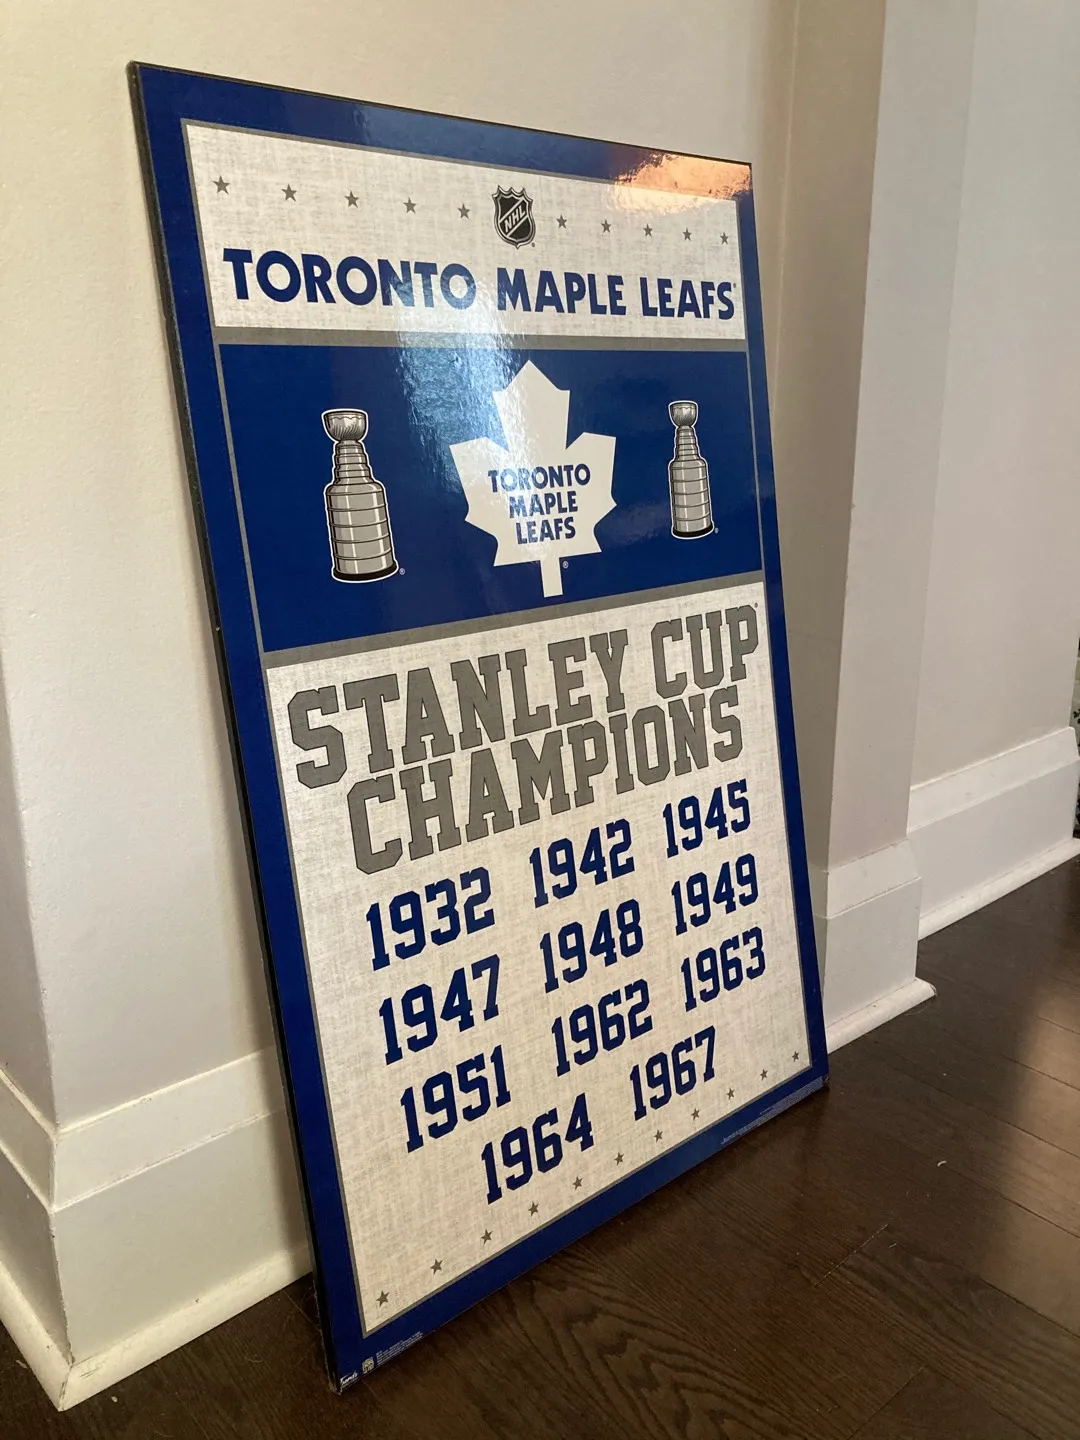 NHL
TORONTO MAPLE LEAFS
TORONTO
MAPLE
LEAFS
®
STANLEY CUP
CHAMPIONS
1932 1942 1945
1947 1948 1949
1951 1962 1963
1964 1967